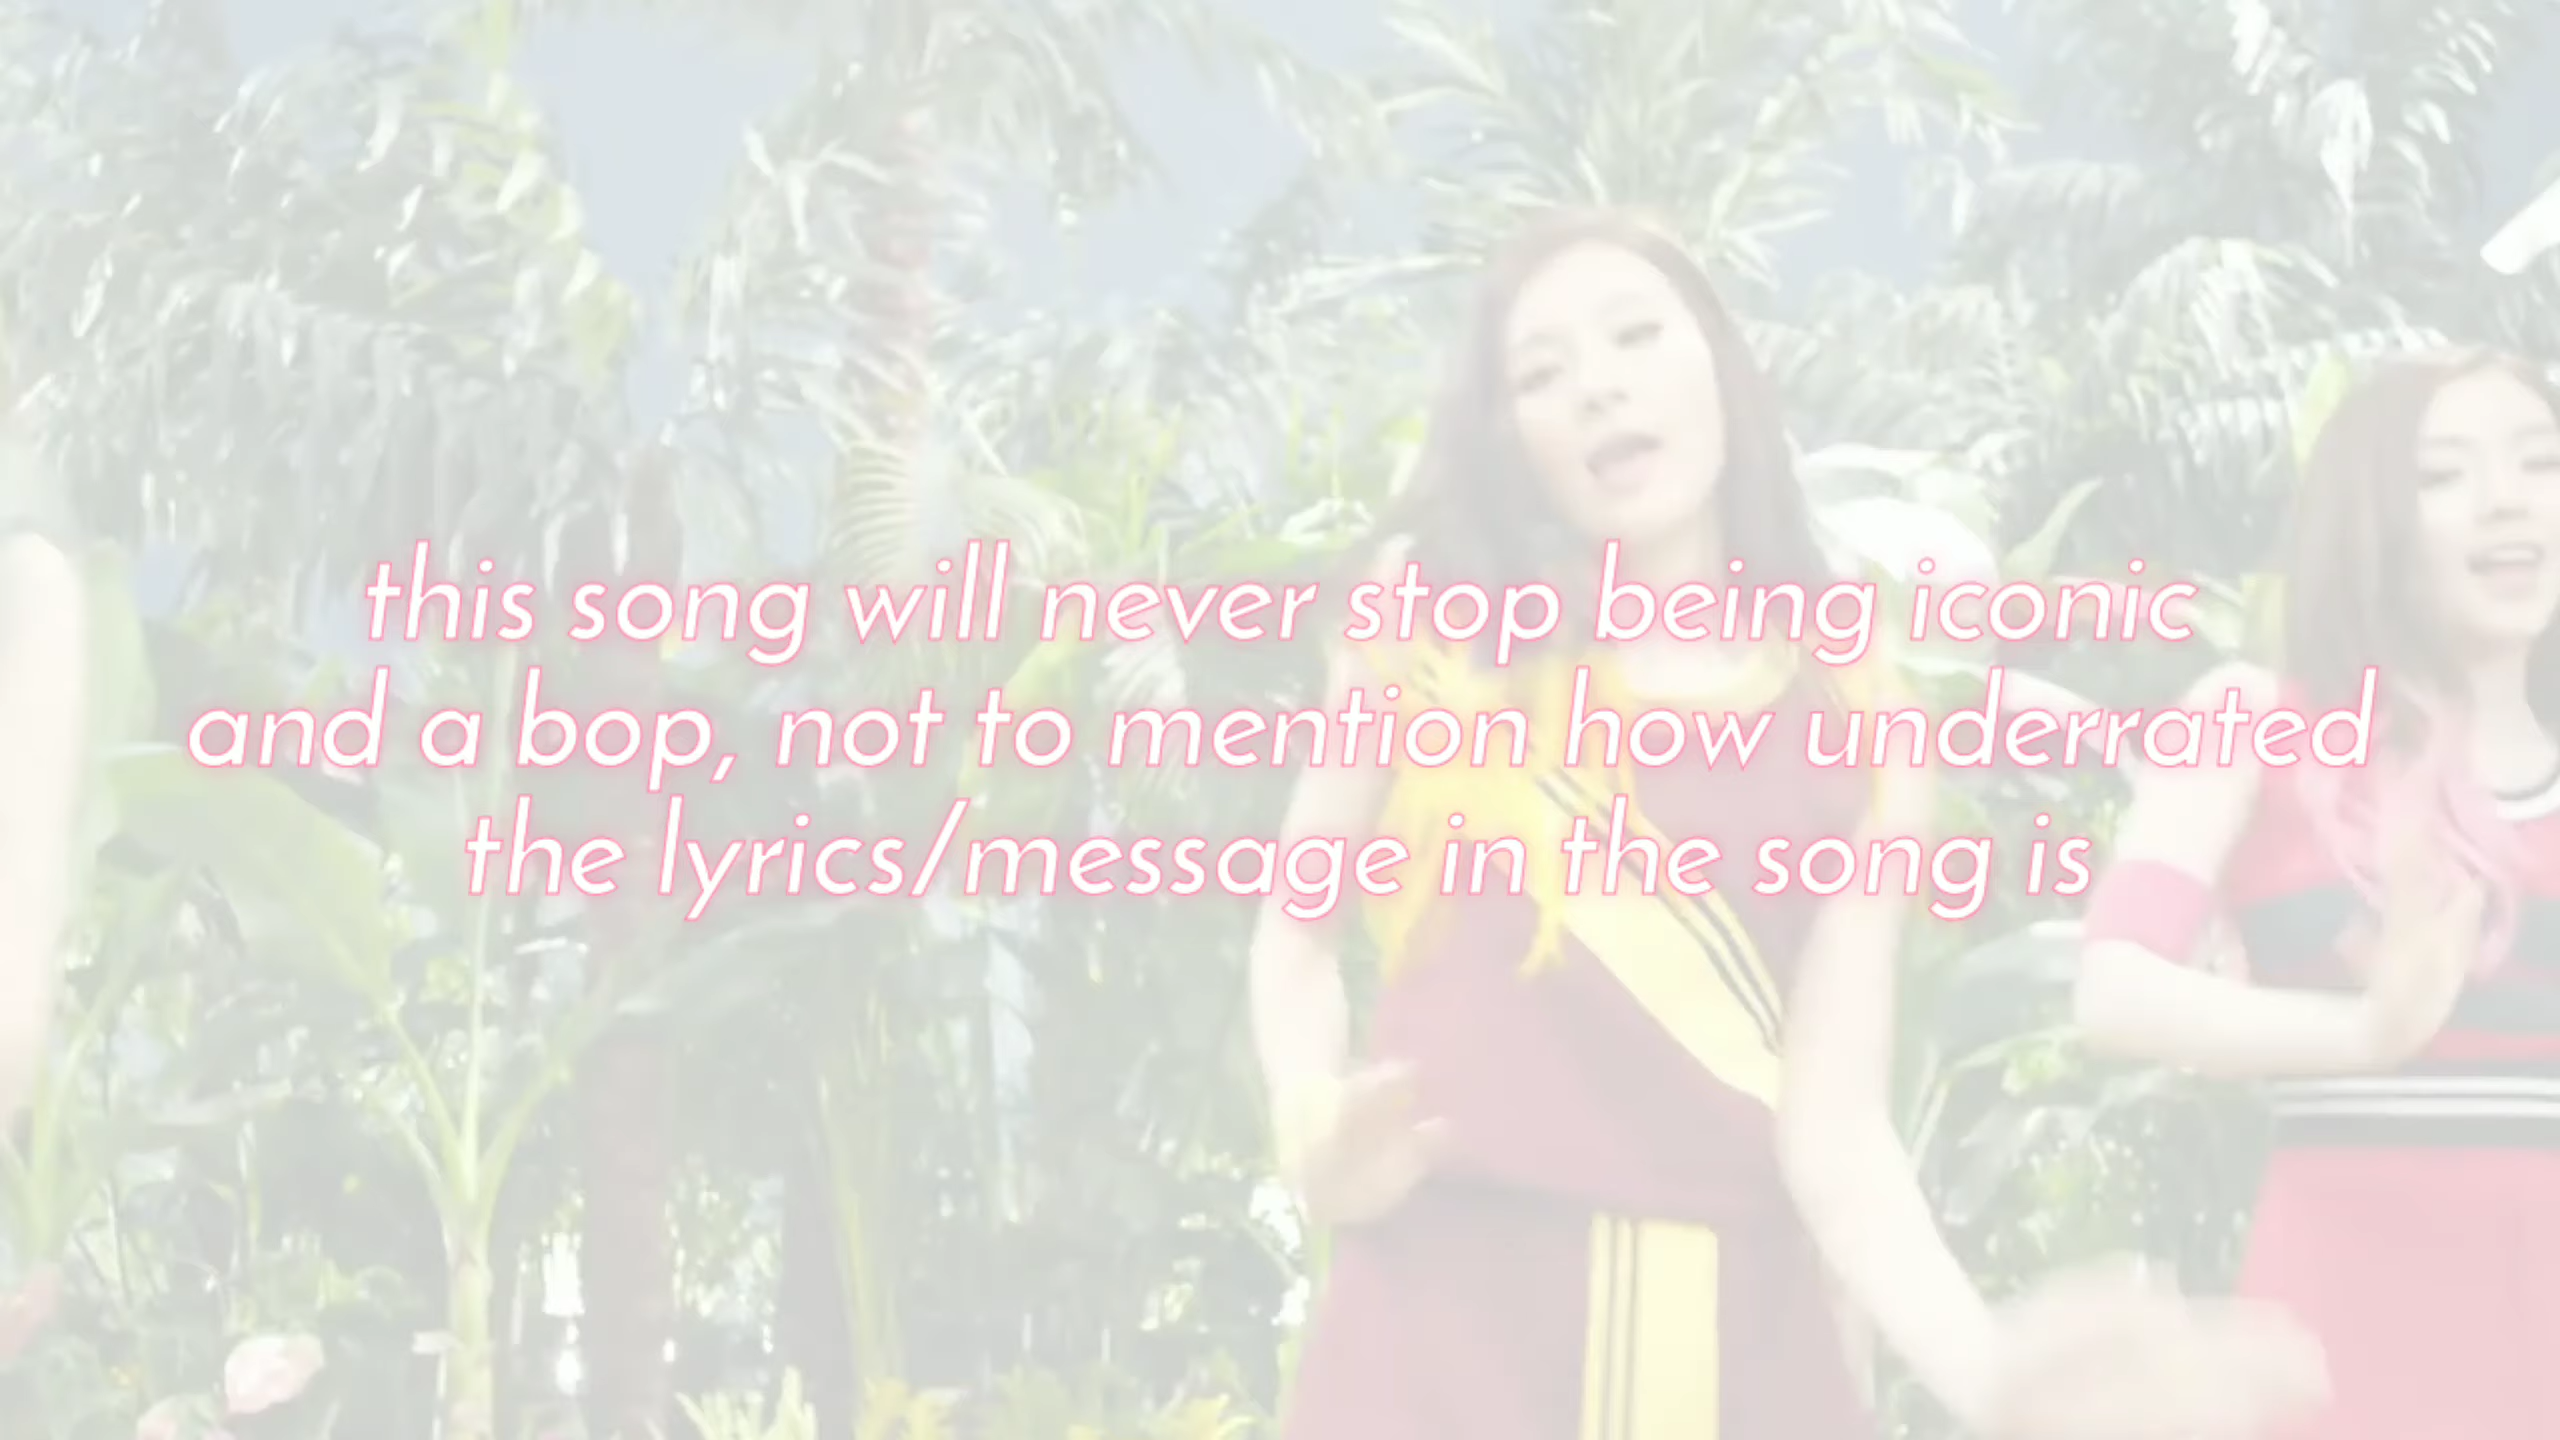 this song will never stop being iconic
and a bop, not to mention how underrated
the lyrics/message in the song is